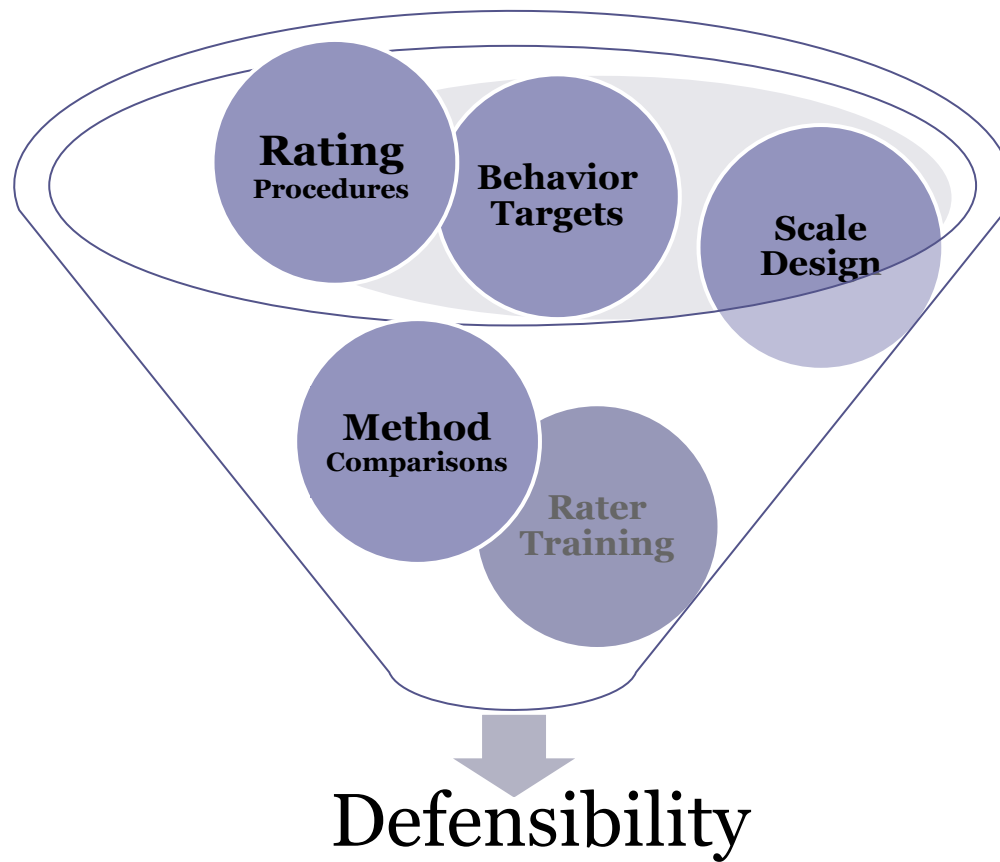 Rating
Procedures
Behavior
Targets
Scale
Design
Method
Comparisons
Rater
Training
Defensibility